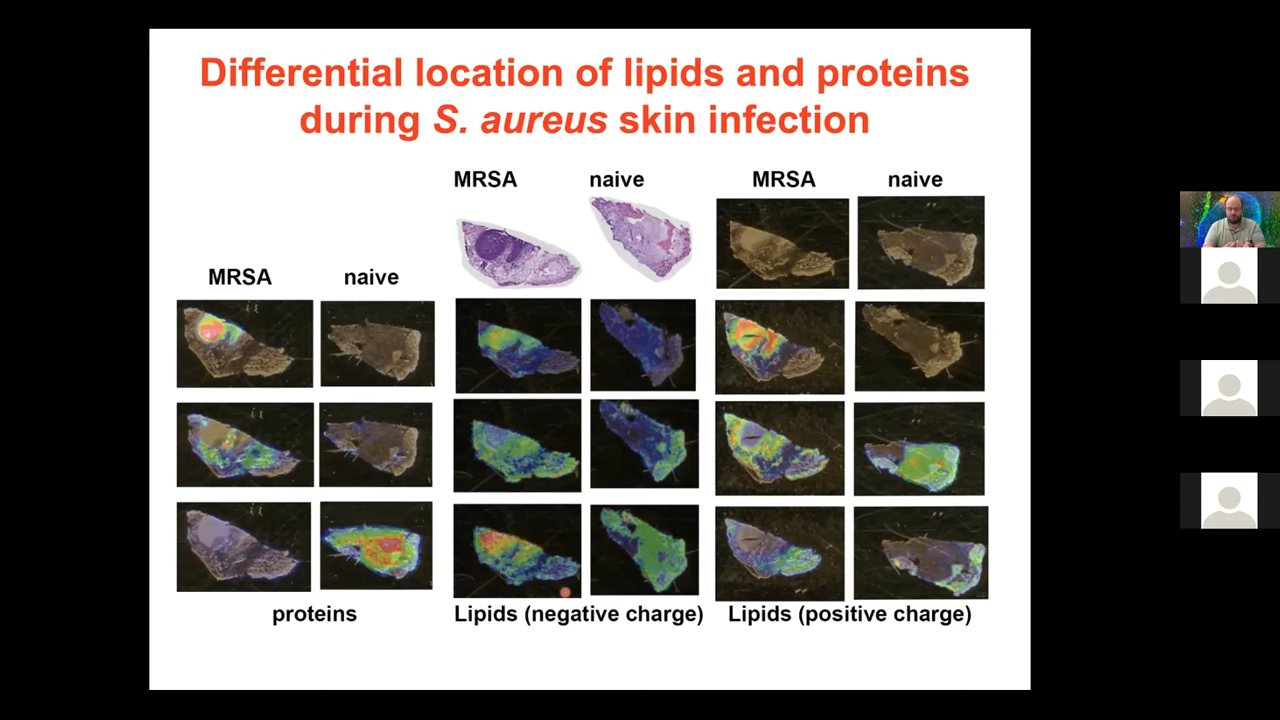 Differential location of lipids and proteins
during S. aureus skin infection
MRSA naive
MRSA naive
MRSA naive
proteins
Lipids (negative charge)
Lipids (positive charge)